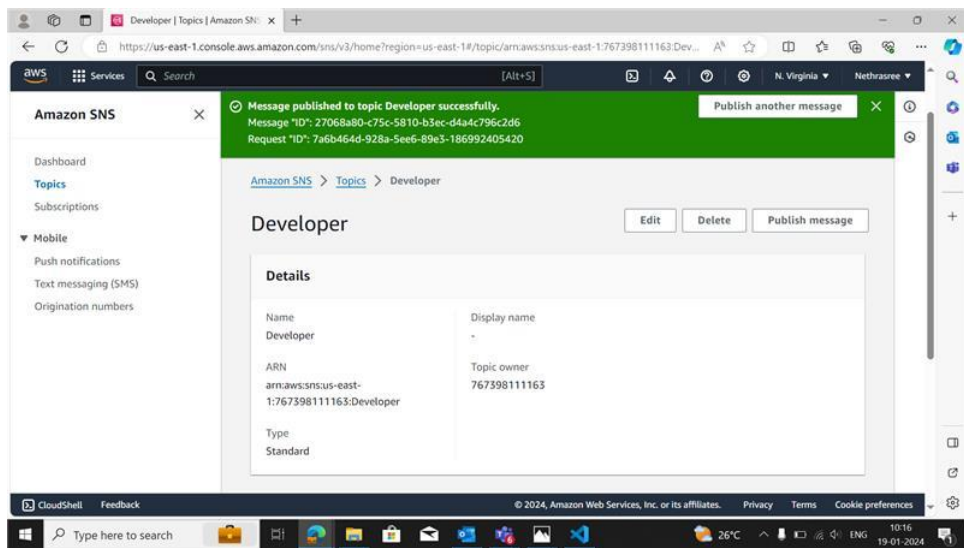 Developer | Topics | Amazon SN
https://us-east-1.console.aws.amazon.com/sns/v3/home?region=us-east-1#/topic/arn:aws:sns:us-east-1:767398111163:Dev...
aws
Services
Search
[Alt+S]
N. Virginia
Nethrasree
Amazon SNS
Dashboard
Topics
Subscriptions
Mobile
Push notifications
Text messaging (SMS)
Origination numbers
Message published to topic Developer successfully.
Message "ID": 27068a80-c75c-5810-b3ec-d4a4c796c2d6
Request "ID": 7a6b464d-928a-5ee6-89e3-186992405420
Publish another message
Amazon SNS > Topics > Developer
Developer
Edit
Delete
Publish message
Details
Name
Developer
ARN
arn:aws:sns:us-east-
1:767398111163:Developer
Type
Standard
Display name
-
Topic owner
767398111163
CloudShell
Feedback
© 2024, Amazon Web Services, Inc. or its affiliates.
Privacy
Terms
Cookie preferences
Type here to search
26°C
ENG
10:16
19-01-2024